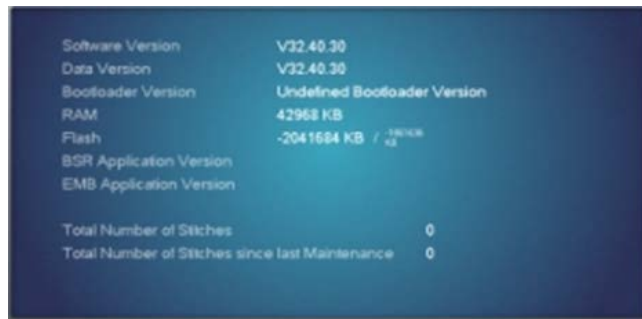 Software Version V32.40.30
Data Version V32.40.30
Bootloader Version Undefined Bootloader Version
RAM 42968 KB
Flash -2041684 KB /
BSR Application Version
EMB Application Version
Total Number of Stitches 0
Total Number of Stitches since last Maintenance 0